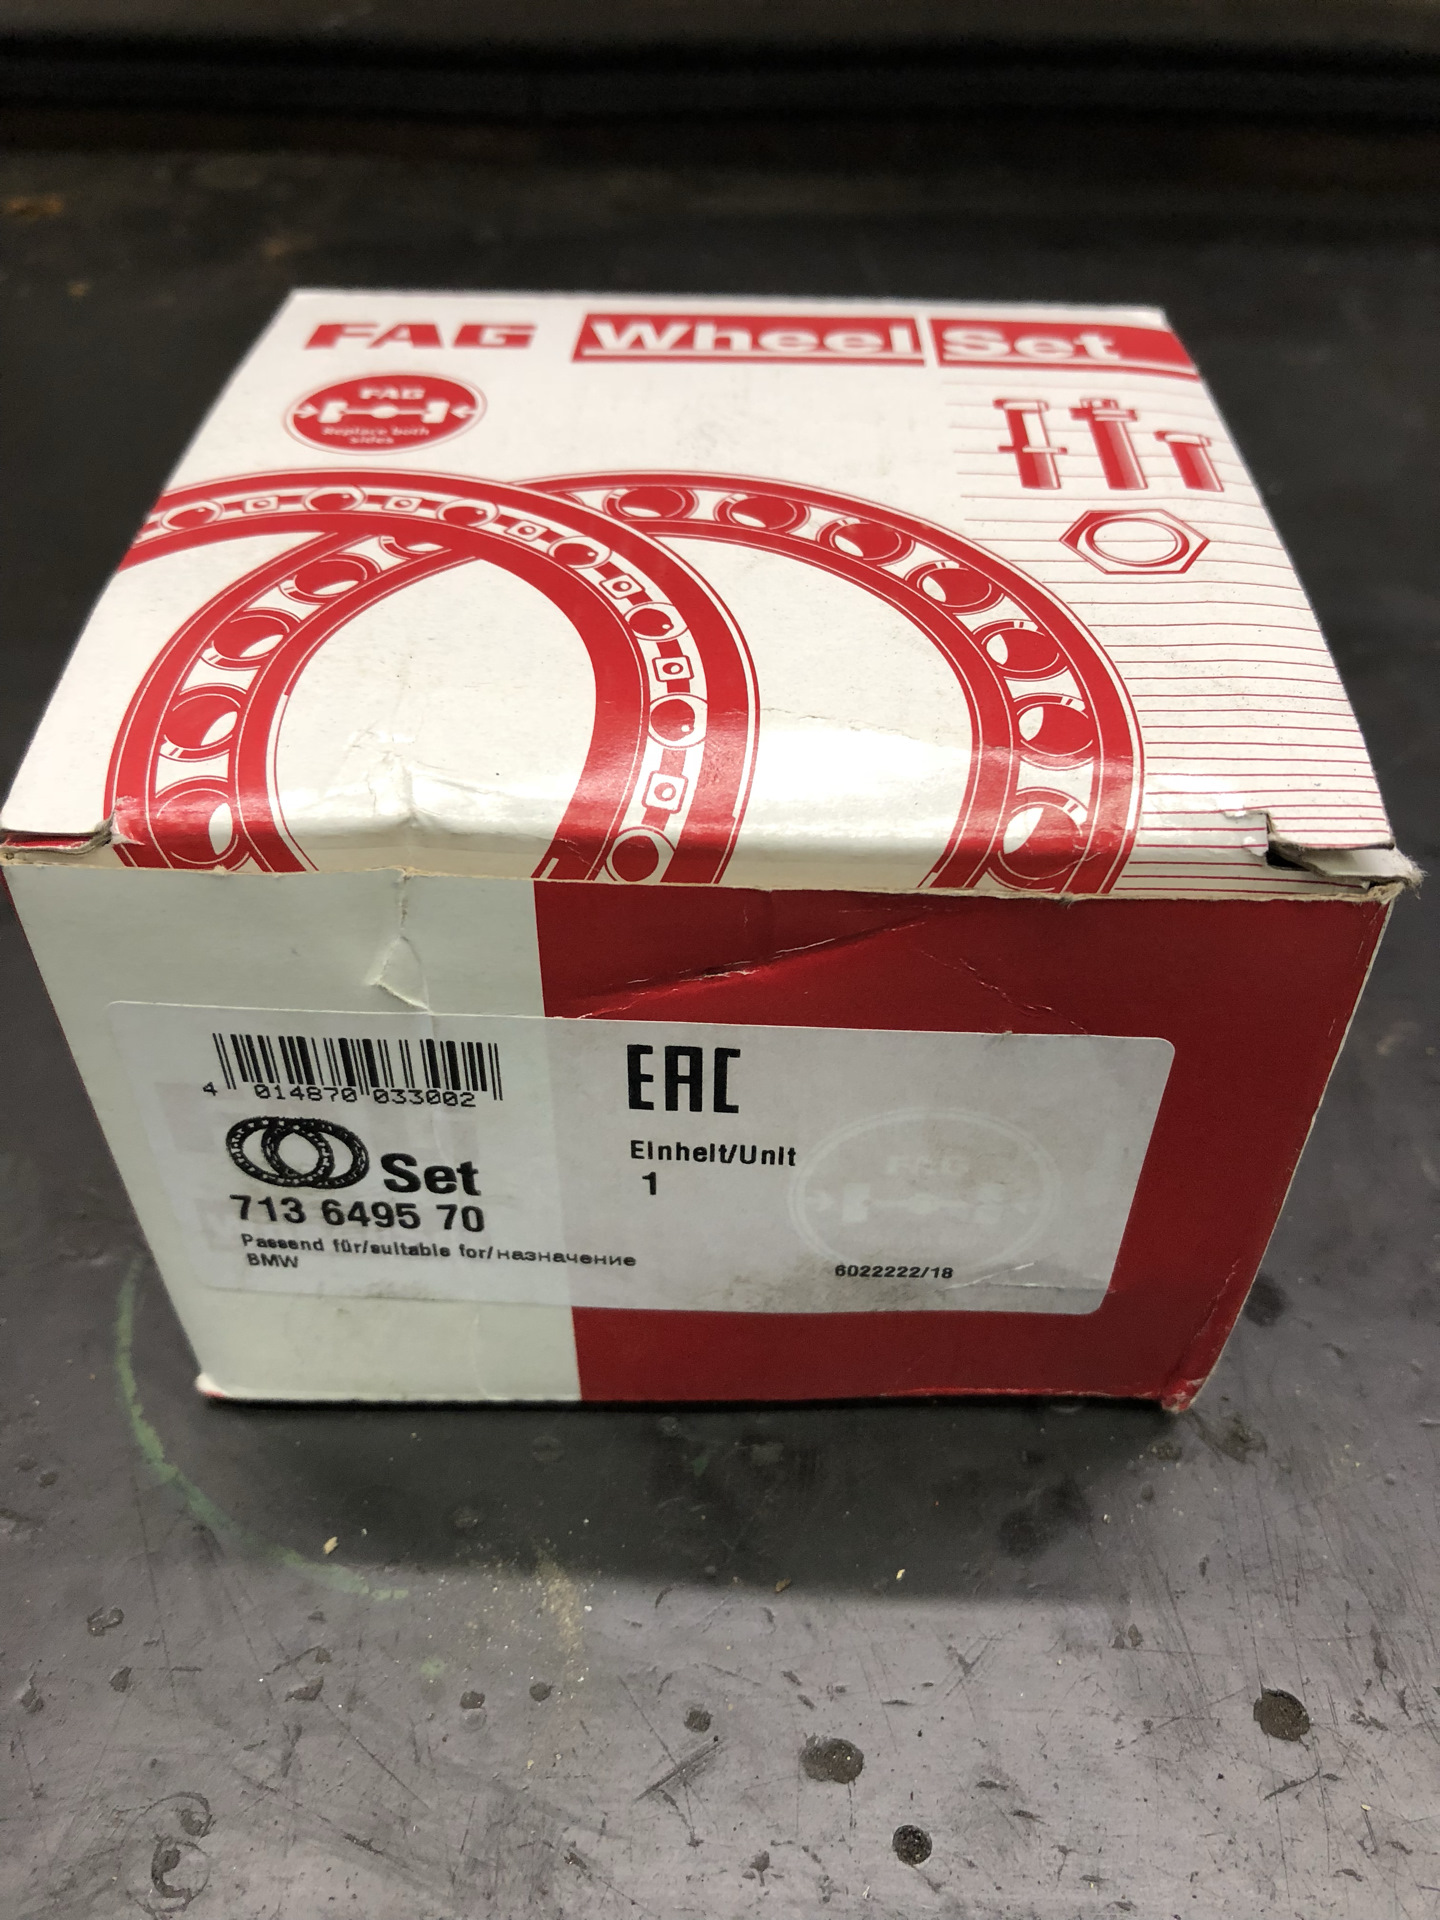 FAG Wheel Set
FAG
Replace both
sides
4 014870 033002
EAC
Einheit/Unit
1
Set
713 6495 70
Passend für/suitable for/назначение
BMW
6022222/18